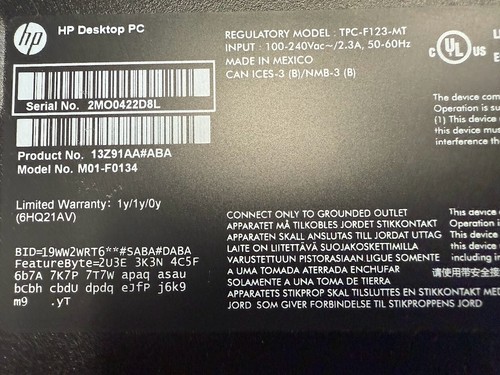 hp HP Desktop PC
REGULATORY MODEL : TPC-F123-MT
INPUT : 100-240Vac~/2.3A, 50-60Hz
MADE IN MEXICO
CAN ICES-3 (B)/NMB-3 (B)
c UL us
Serial No. 2MO0422D8L
Product No. 13Z91AA#ABA
Model No. M01-F0134
Limited Warranty: 1y/1y/0y
(6HQ21AV)
BID=19WW2WRT6**#SABA#DABA
FeatureByte=2U3E 3K3N 4C5F
6b7A 7K7P 7T7W apaq asau
bCbh cbdU dpdq eJfP j6k9
m9 .yT
The device com
Operation is su
(1) This device
this device mus
interference th
CONNECT ONLY TO GROUNDED OUTLET
APPARATET MÅ TILKOBLES JORDET STIKKONTAKT
APPARATEN SKALL ANSLUTAS TILL JORDAT UTTAG
LAITE ON LIITETTÄVÄ SUOJAKOSKETTIMILLA
VARUSTETTUUN PISTORASIAAN LIGUE SOMENTE
A UMA TOMADA ATERRADA ENCHUFAR
SOLAMENTE A UNA TOMA DE TIERRA
APPARATETS STIKPROP SKAL TILSLUTTES EN STIKKONTAKT MED
JORD SOM GIVER FORBINDELSE TIL STIKPROPPENS JORD
This device
Operation
This device
including in
请使用带安全接